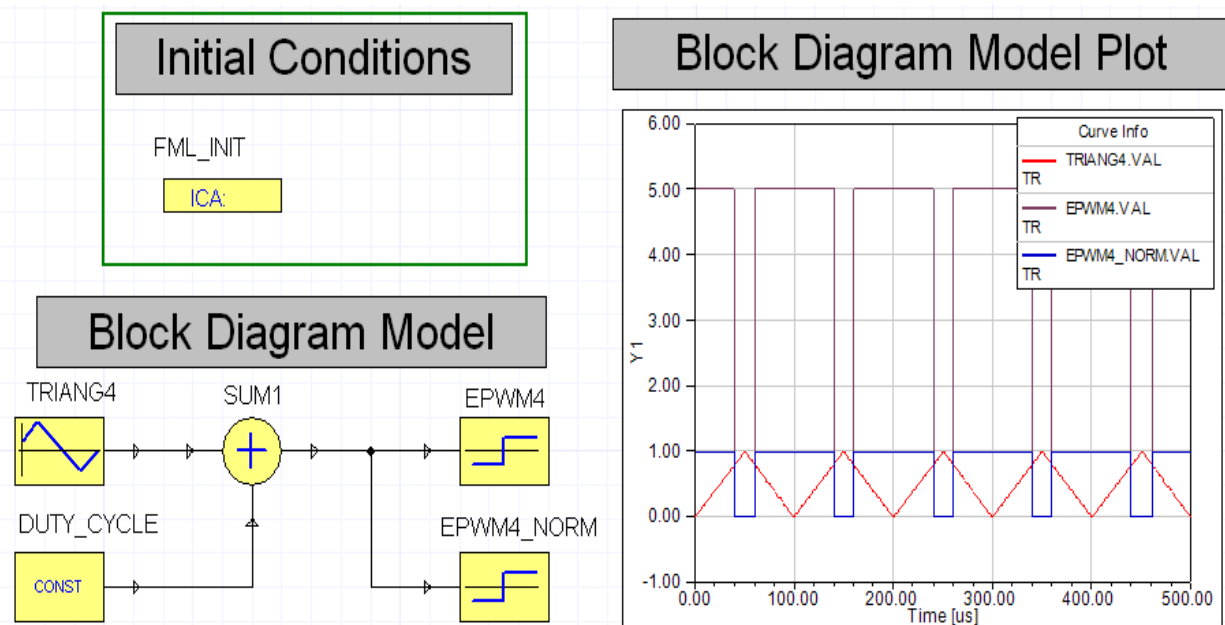 Initial Conditions
FML_INIT
ICA:
Block Diagram Model
TRIANG4
SUM1
EPWM4
DUTY_CYCLE
CONST
EPWM4_NORM
Block Diagram Model Plot
6.00
5.00
4.00
3.00
2.00
1.00
0.00
-1.00
Y1
Curve Info
TRIANG4.VAL
TR
EPWM4.VAL
TR
EPWM4_NORM.VAL
TR
0.00 100.00 200.00 300.00 400.00 500.00
Time [us]